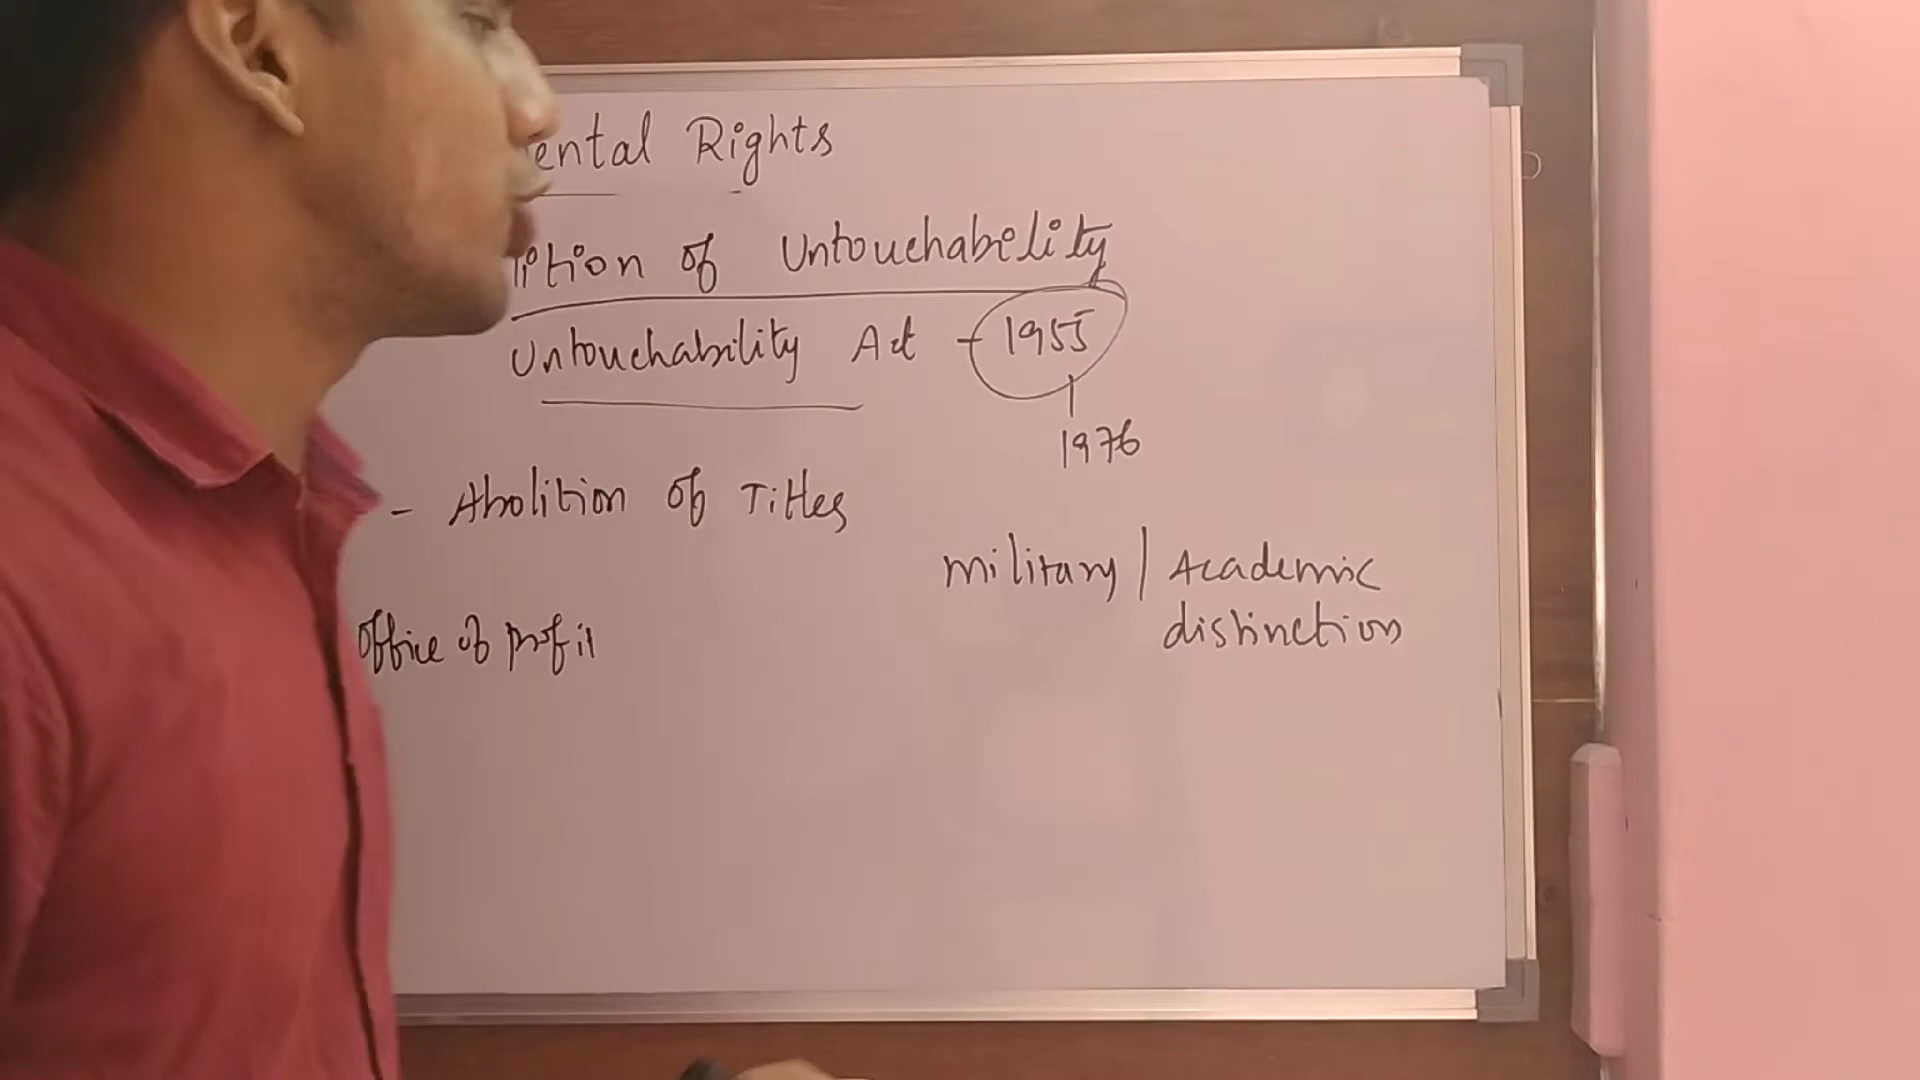 ental Rights
ition of Untouchability
Untouchability Act - 1955
1976
- Abolition of Titles
military | Academic
distinction
Office of profit